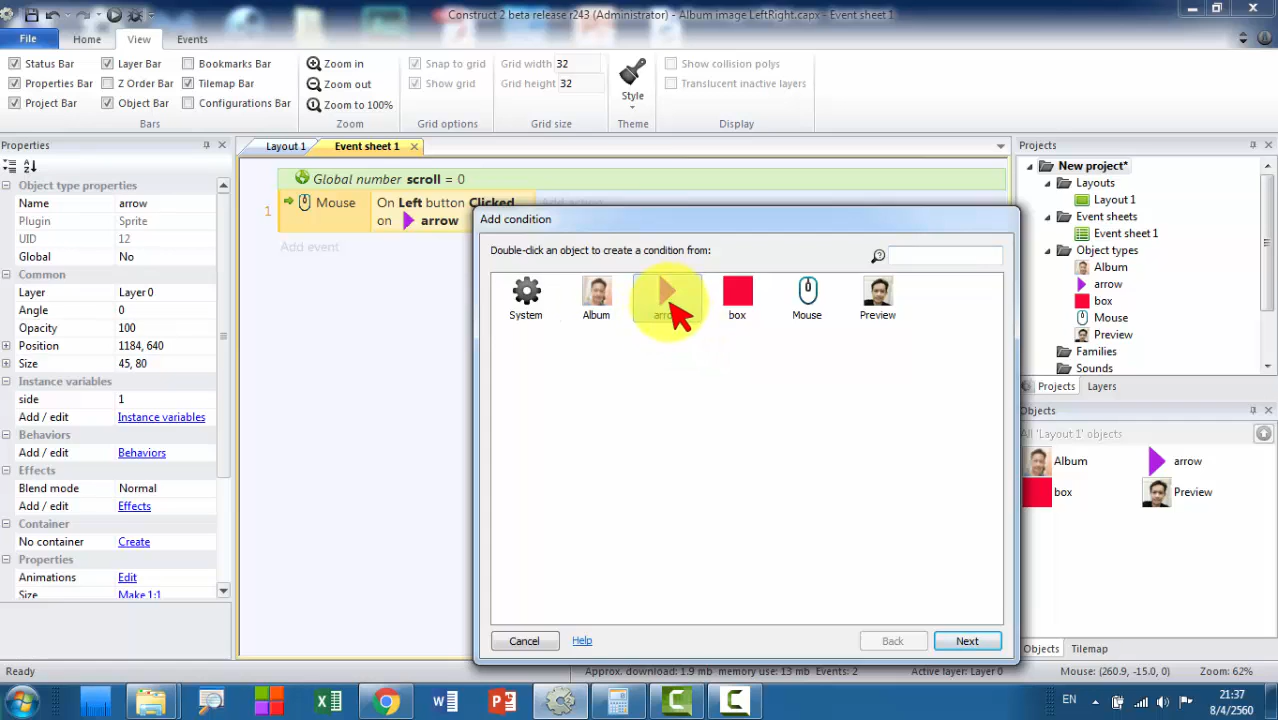 Construct 2 beta release r243 (Administrator) - Album image LeftRight.capx - Event sheet 1
File Home View Events
Status Bar Layer Bar Bookmarks Bar Zoom in Snap to grid Grid width 32 Show collision polys
Properties Bar Z Order Bar Tilemap Bar Zoom out Show grid Grid height 32 Style Translucent inactive layers
Project Bar Object Bar Configurations Bar Zoom to 100%
Bars Zoom Grid options Grid size Theme Display
Properties
Layout 1 Event sheet 1
Projects
Object type properties
Name arrow
Plugin Sprite
UID 12
Global No
Common
Layer Layer 0
Angle 0
Opacity 100
Position 1184, 640
Size 45, 80
Instance variables
side 1
Add / edit Instance variables
Behaviors
Add / edit Behaviors
Effects
Blend mode Normal
Add / edit Effects
Container
No container Create
Properties
Animations Edit
Size Make 1:1
Global number scroll = 0
1 Mouse On Left button Clicked on arrow Add action
Add event
Add condition
Double-click an object to create a condition from:
System Album arrow box Mouse Preview
Cancel Help Back Next
New project*
Layouts
Layout 1
Event sheets
Event sheet 1
Object types
Album
arrow
box
Mouse
Preview
Families
Sounds
Projects Layers
Objects
All 'Layout 1' objects
Album arrow
box Preview
Objects Tilemap
Ready Approx. download: 1.9 mb memory use: 13 mb Events: 2 Active layer: Layer 0 Mouse: (260.9, -15.0, 0) Zoom: 62%
EN 21:37
8/4/2560